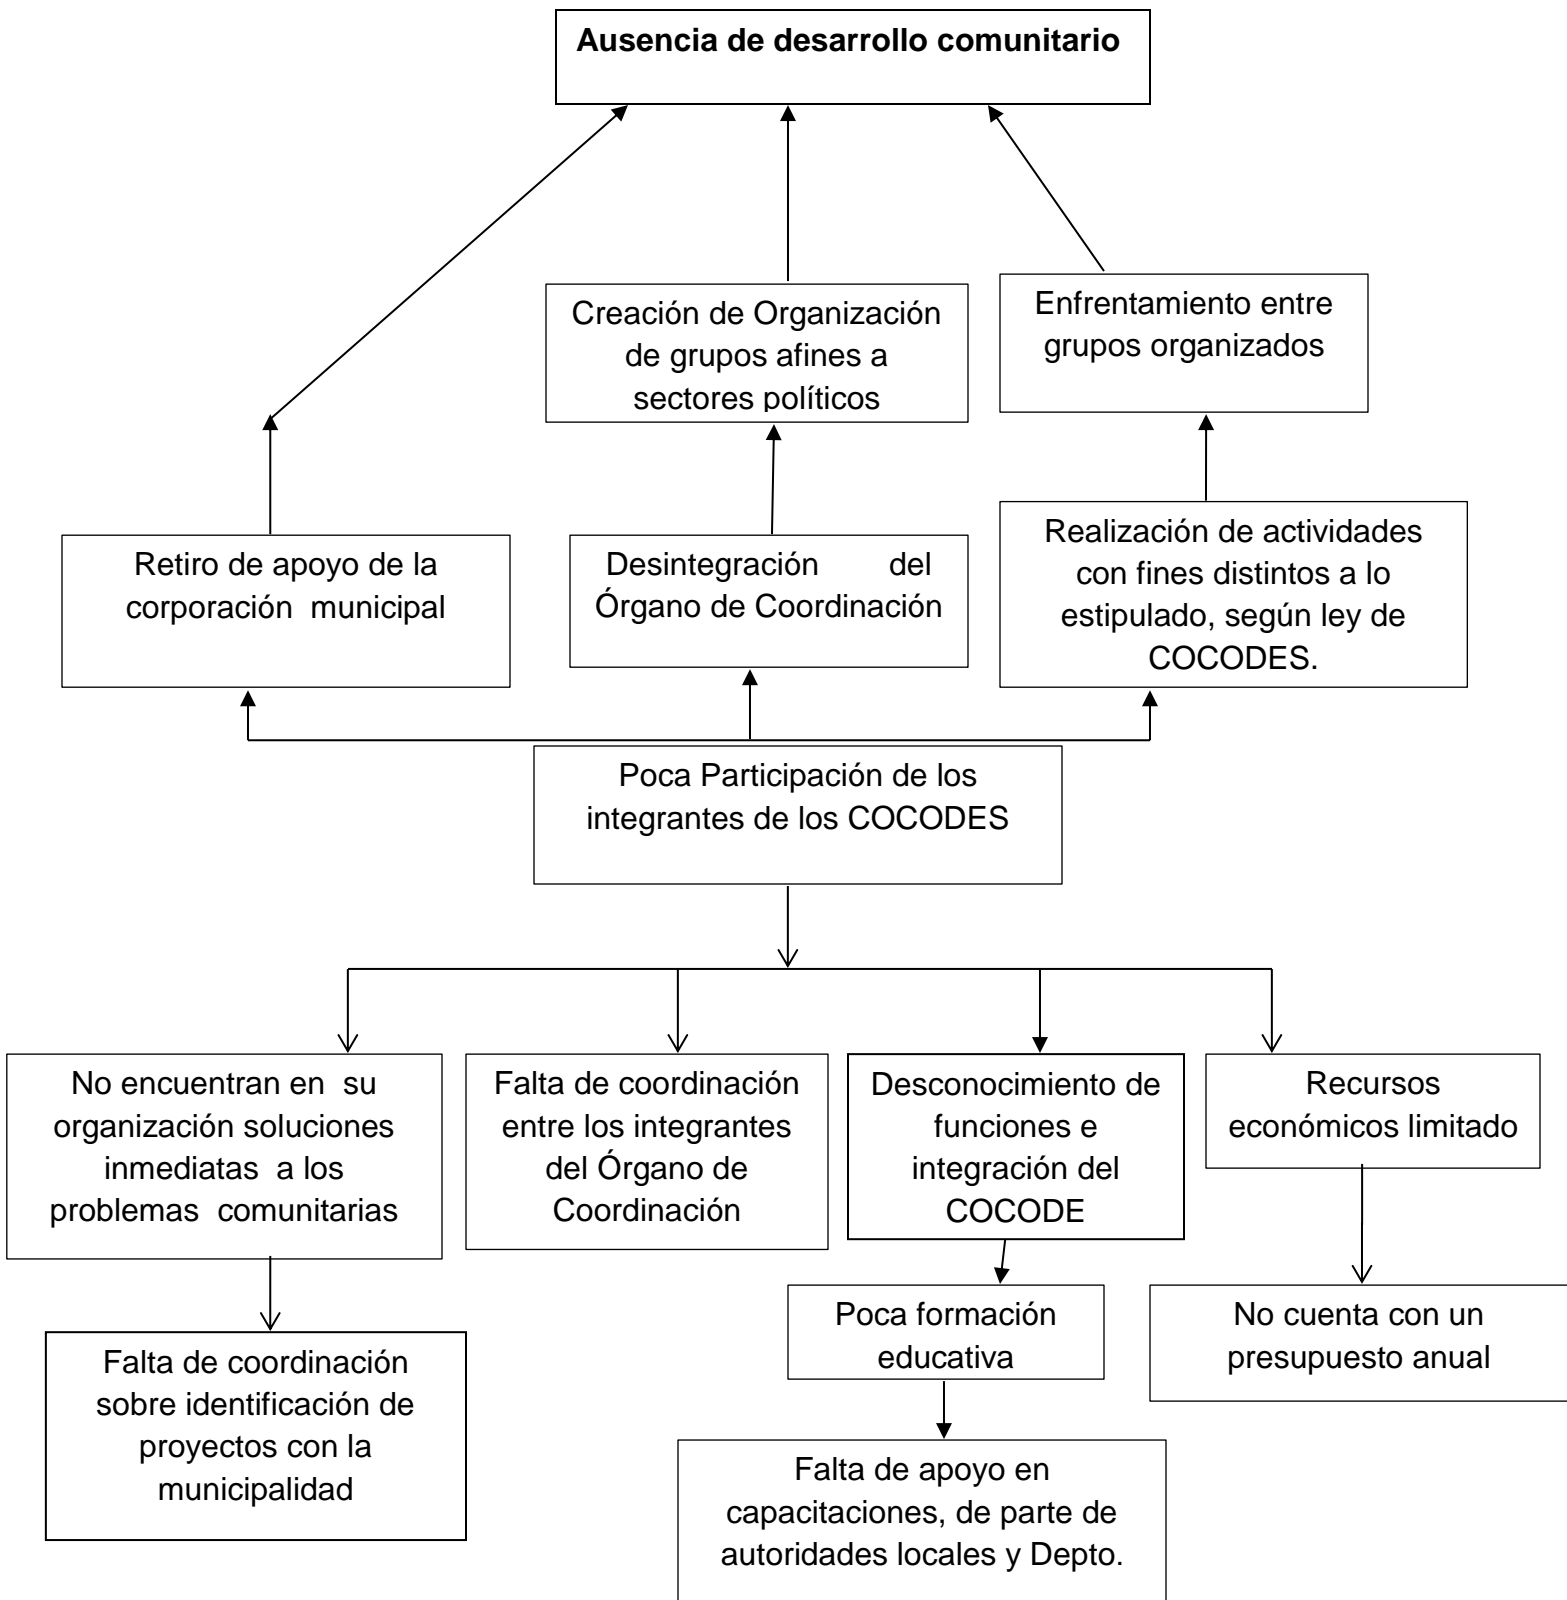 Ausencia de desarrollo comunitario
Creación de Organización
de grupos afines a
sectores políticos
Enfrentamiento entre
grupos organizados
Retiro de apoyo de la
corporación  municipal
Desintegración del
Órgano de Coordinación
Realización de actividades
con fines distintos a lo
estipulado, según ley de
COCODES.
Poca Participación de los
integrantes de los COCODES
No encuentran en  su
organización soluciones
inmediatas  a los
problemas  comunitarias
Falta de coordinación
entre los integrantes
del Órgano de
Coordinación
Desconocimiento de
funciones e
integración del
COCODE
Recursos
económicos limitado
Falta de coordinación
sobre identificación de
proyectos con la
municipalidad
Poca formación
educativa
No cuenta con un
presupuesto anual
Falta de apoyo en
capacitaciones, de parte de
autoridades locales y Depto.